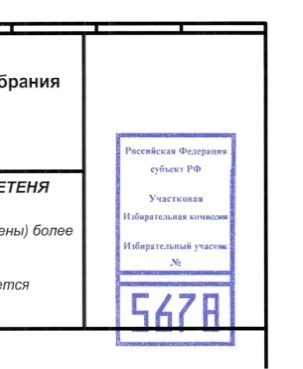 брания
ЕТЕНЯ
ены) более
ется
Российская Федерация
субъект РФ
Участковая
Избирательная комиссия
Избирательный участок
№
5678